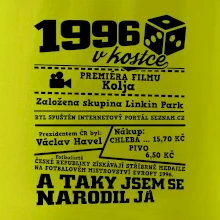 1996
v kostce
PREMIÉRA FILMU
Kolja
Založena skupina Linkin Park
BYL SPUŠTĚN INTERNETOVÝ PORTÁL SEZNAM.CZ
Prezidentem ČR byl:
Václav Havel
Nákup:
CHLEBA ... 15,70 KČ
PIVO
6,50 KČ
Fotbalisté
ČESKÉ REPUBLIKY ZÍSKÁVAJÍ STŘÍBRNÉ MEDAILE
NA FOTBALOVÉM MISTROVSTVÍ EVROPY 1996.
A TAKY JSEM SE
NARODIL JÁ